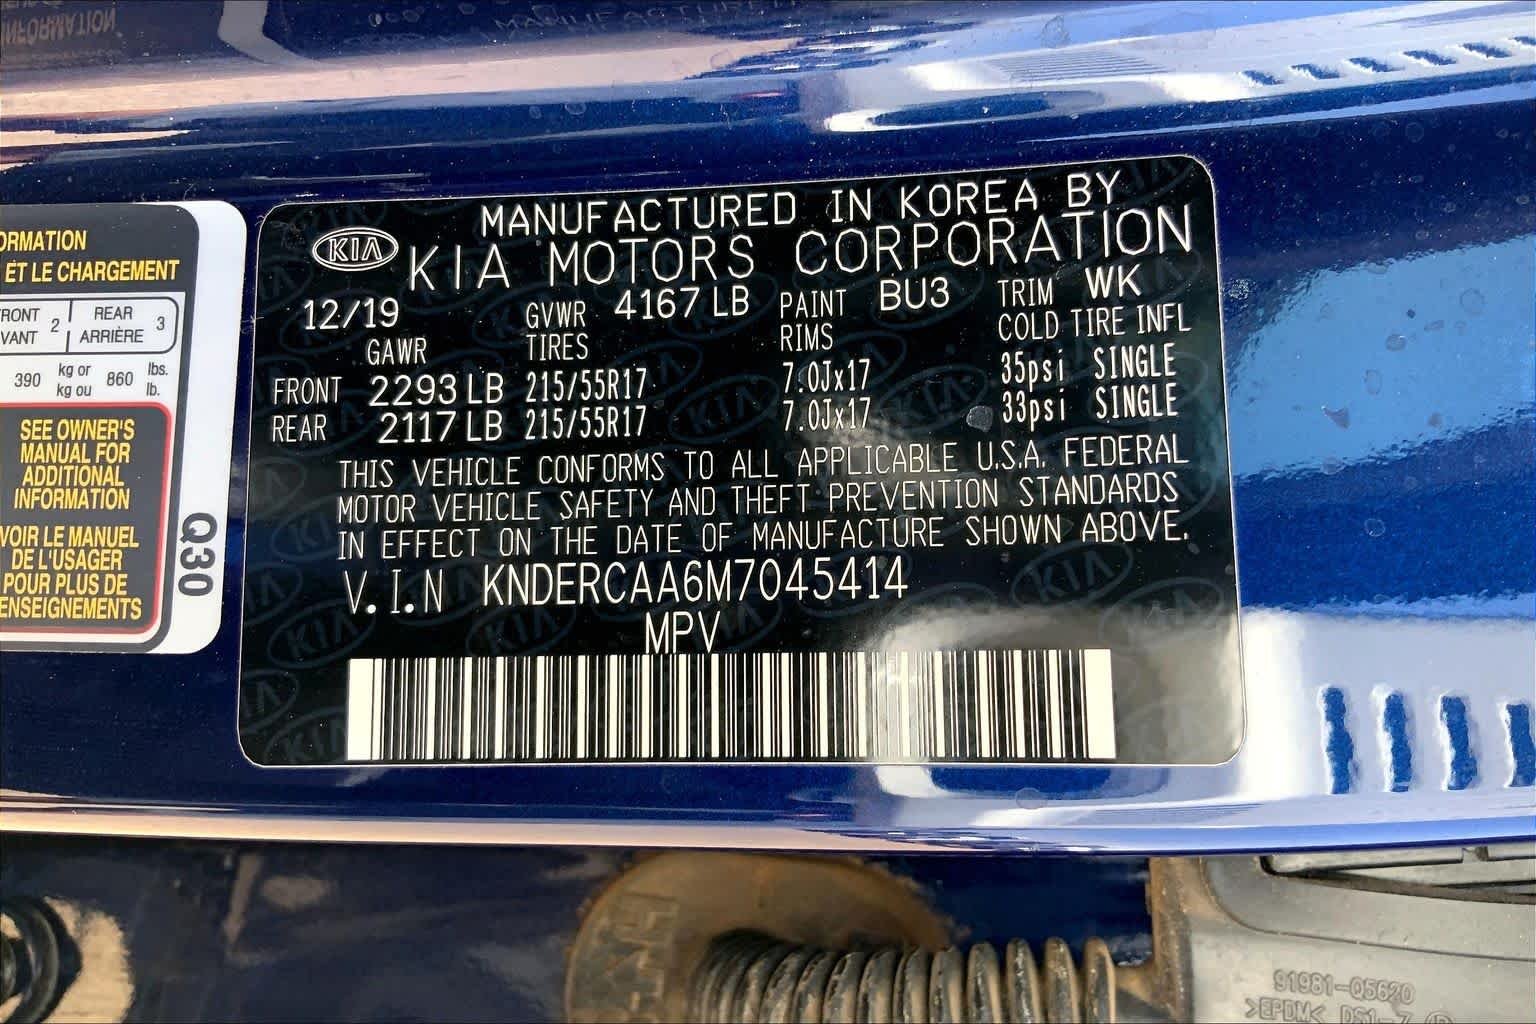 INFORMATION.
MANUFACTURED IN KOREA BY
KIA KIA MOTORS CORPORATION
12/19 GVWR 4167 LB PAINT BU3 TRIM WK
GAWR TIRES RIMS COLD TIRE INFL
FRONT 2293 LB 215/55R17 7.0Jx17 35psi SINGLE
REAR 2117 LB 215/55R17 7.0Jx17 33psi SINGLE
THIS VEHICLE CONFORMS TO ALL APPLICABLE U.S.A. FEDERAL
MOTOR VEHICLE SAFETY AND THEFT PREVENTION STANDARDS
IN EFFECT ON THE DATE OF MANUFACTURE SHOWN ABOVE.
V.I.N KNDERCAA6M7045414
MPV
ORMATION
ET LE CHARGEMENT
FRONT 2 REAR 3
VANT ARRIÈRE
390 kg or 860 lbs.
kg ou lb.
SEE OWNER'S
MANUAL FOR
ADDITIONAL
INFORMATION
VOIR LE MANUEL
DE L'USAGER
POUR PLUS DE
ENSEIGNEMENTS
Q30
91981-Q5620
>EPDM<